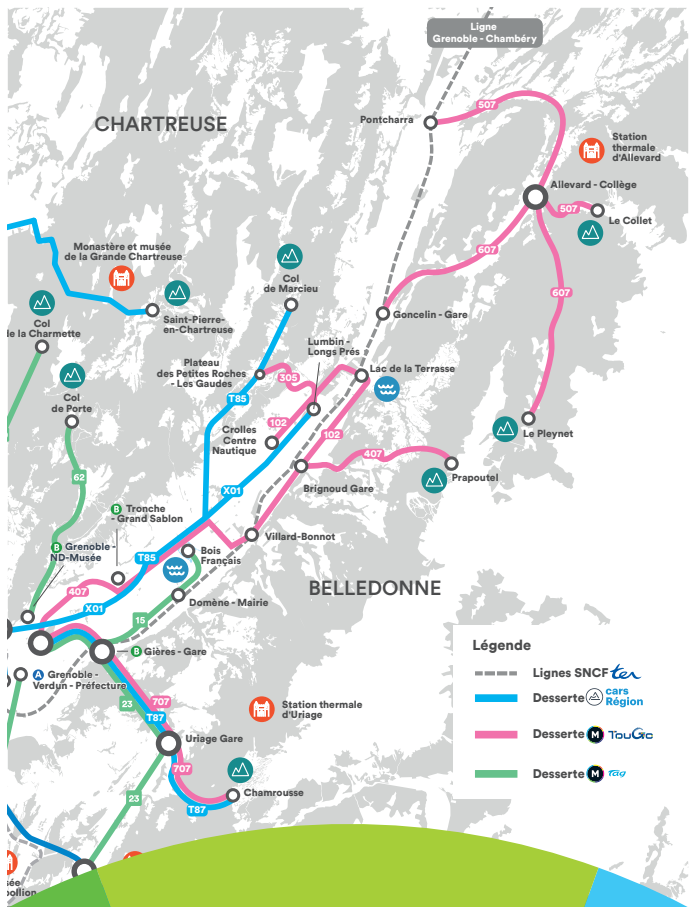 Ligne
Grenoble - Chambéry
CHARTREUSE
507
Pontcharra
Station
thermale
d'Allevard
Allevard - Collège
507
Le Collet
Monastère et musée
de la Grande Chartreuse
607
Col
de Marcieu
607
Col
de la Charmette
Saint-Pierre-
en-Chartreuse
Goncelin - Gare
Lumbin -
Longs Prés
Plateau
des Petites Roches
- Les Gaudes
305
Lac de la Terrasse
Col
de Porte
T85
102
Crolles
Centre
Nautique
102
Le Pleynet
407
62
X01
Brignoud Gare
Prapoutel
B Tronche
- Grand Sablon
Villard-Bonnot
B Grenoble -
ND-Musée
T85
Bois
Français
407
BELLEDONNE
X01
Domène - Mairie
15
B Gières - Gare
A Grenoble -
Verdun - Préfecture
23
707
T87
Station thermale
d'Uriage
Uriage Gare
707
Chamrousse
T87
23
Légende
Lignes SNCF ter
Desserte cars
Région
Desserte M TouGo
Desserte M Tag